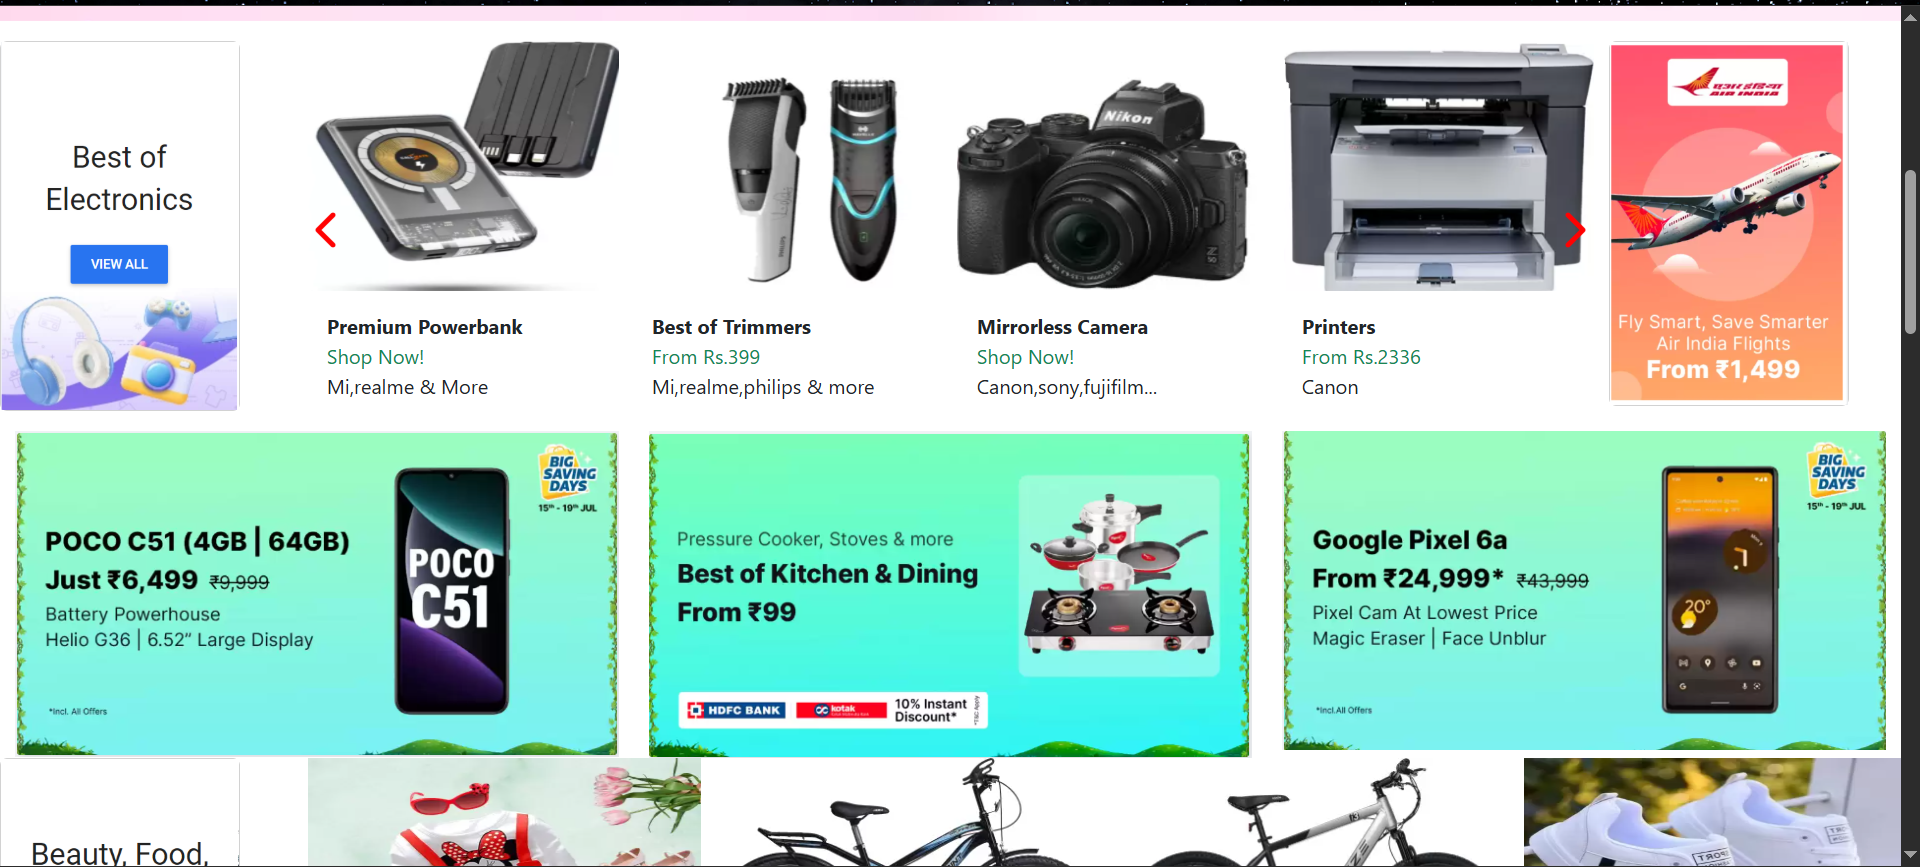 Best of
Electronics
VIEW ALL
Nikon
Z
50
PHILIPS
Premium Powerbank
Shop Now!
Mi,realme & More
Best of Trimmers
From Rs.399
Mi,realme,philips & more
Mirrorless Camera
Shop Now!
Canon,sony,fujifilm...
Printers
From Rs.2336
Canon
एअर इंडिया
AIR INDIA
Fly Smart, Save Smarter
Air India Flights
From ₹1,499
BIG
SAVING
DAYS
15th - 19th JUL
POCO C51 (4GB | 64GB)
Just ₹6,499 ₹9,999
Battery Powerhouse
Helio G36 | 6.52” Large Display
*Incl. All Offers
POCO
C51
Pressure Cooker, Stoves & more
Best of Kitchen & Dining
From ₹99
HDFC BANK
kotak
10% Instant
Discount*
*T&C Apply
BIG
SAVING
DAYS
15th - 19th JUL
Google Pixel 6a
From ₹24,999* ₹43,999
Pixel Cam At Lowest Price
Magic Eraser | Face Unblur
*Incl.All Offers
20°
Beauty, Food,